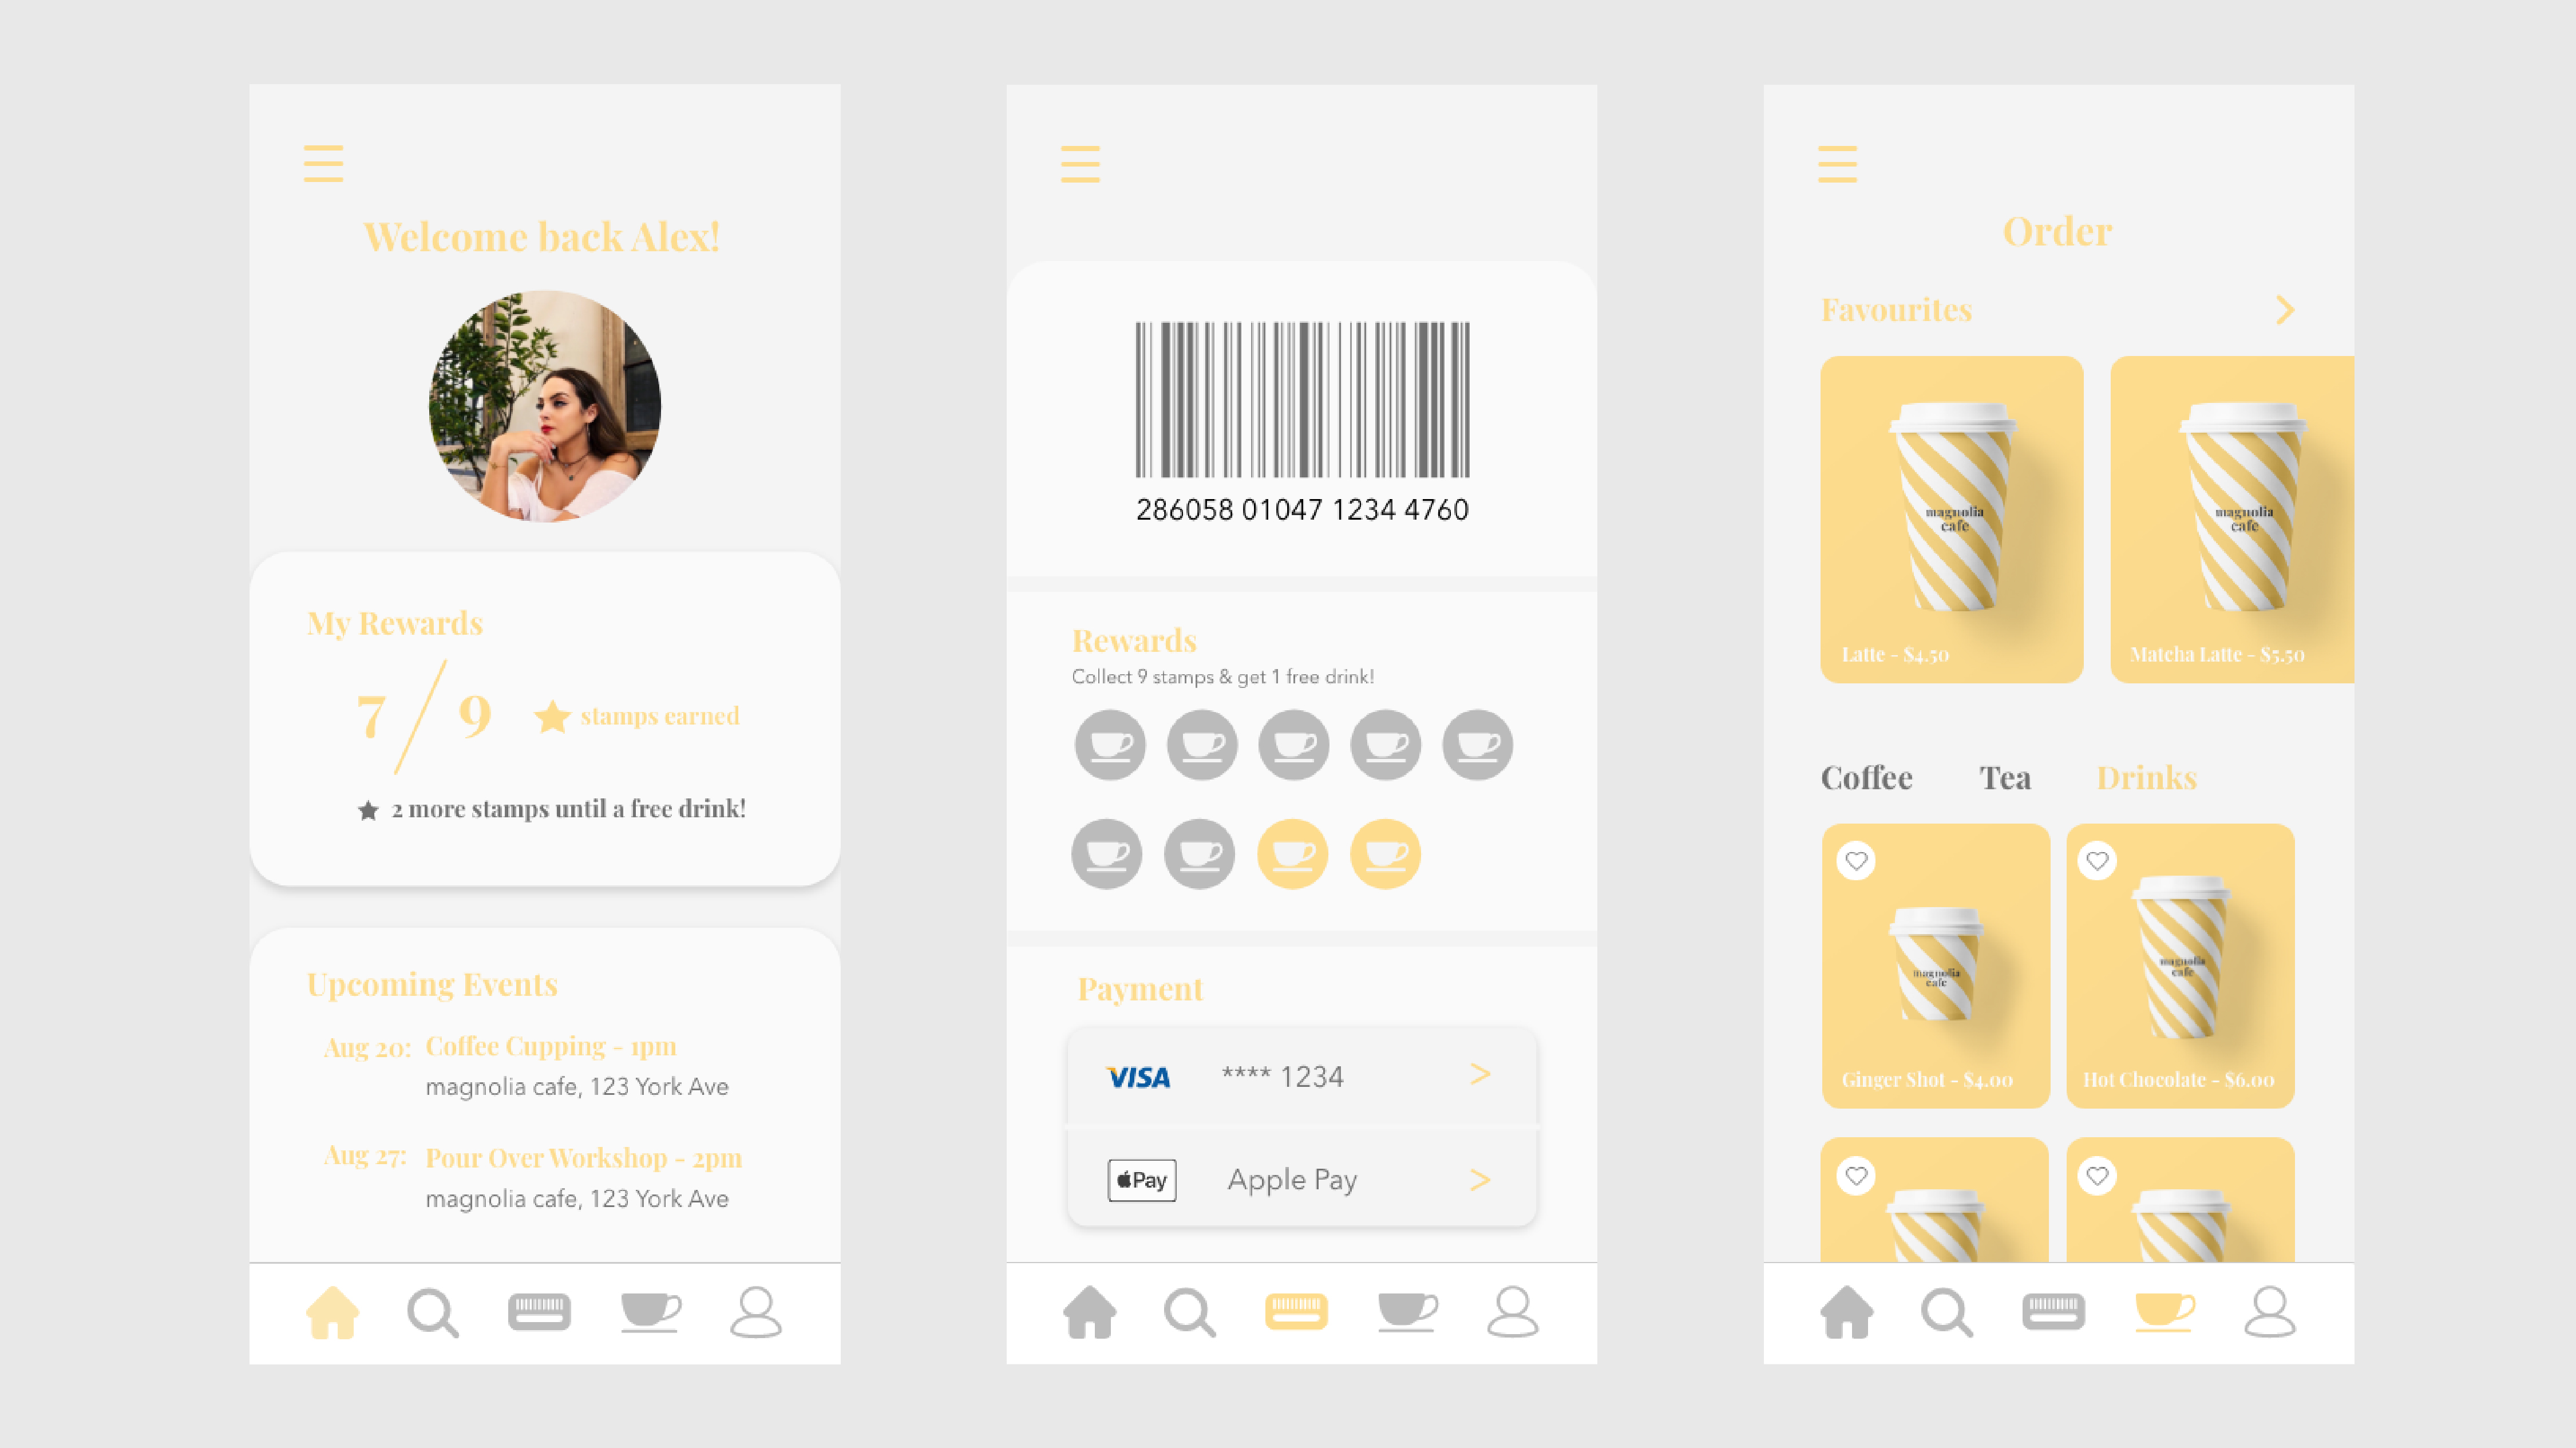 Welcome back Alex!
My Rewards
7 / 9
stamps earned
2 more stamps until a free drink!
Upcoming Events
Aug 20: Coffee Cupping - 1pm
magnolia cafe, 123 York Ave
Aug 27: Pour Over Workshop - 2pm
magnolia cafe, 123 York Ave
286058 01047 1234 4760
Rewards
Collect 9 stamps & get 1 free drink!
Payment
VISA **** 1234 >
Pay Apple Pay >
Order
Favourites
magnolia
cafe
magnolia
cafe
Latte - $4.50
Matcha Latte - $5.50
Coffee Tea Drinks
magnolia
cafe
magnolia
cafe
Ginger Shot - $4.00
Hot Chocolate - $6.00